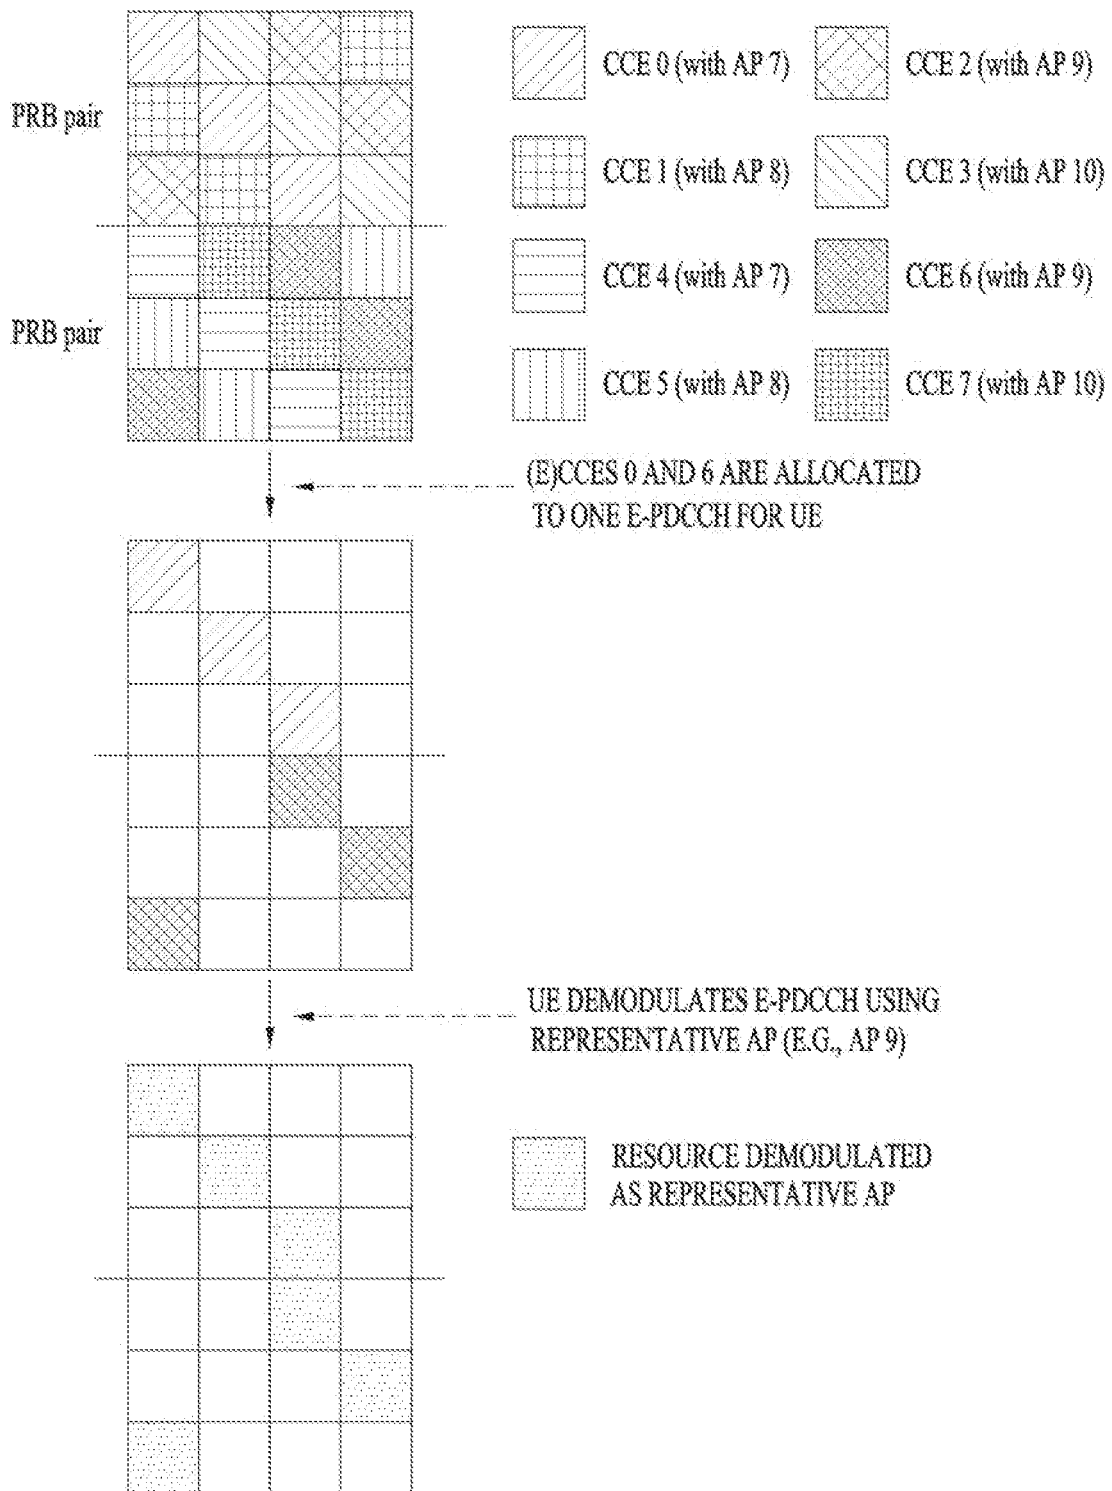 CCE 0 (with AP 7)
CCE 2 (with AP 9)
PRB pair
CCE 1 (with AP 8)
CCE 3 (with AP 10)
CCE 4 (with AP 7)
CCE 6 (with AP 9)
PRB pair
CCE 5 (with AP 8)
CCE 7 (with AP 10)
(E)CCES 0 AND 6 ARE ALLOCATED
TO ONE E-PDCCH FOR UE
UE DEMODULATES E-PDCCH USING
REPRESENTATIVE AP (E.G., AP 9)
RESOURCE DEMODULATED
AS REPRESENTATIVE AP